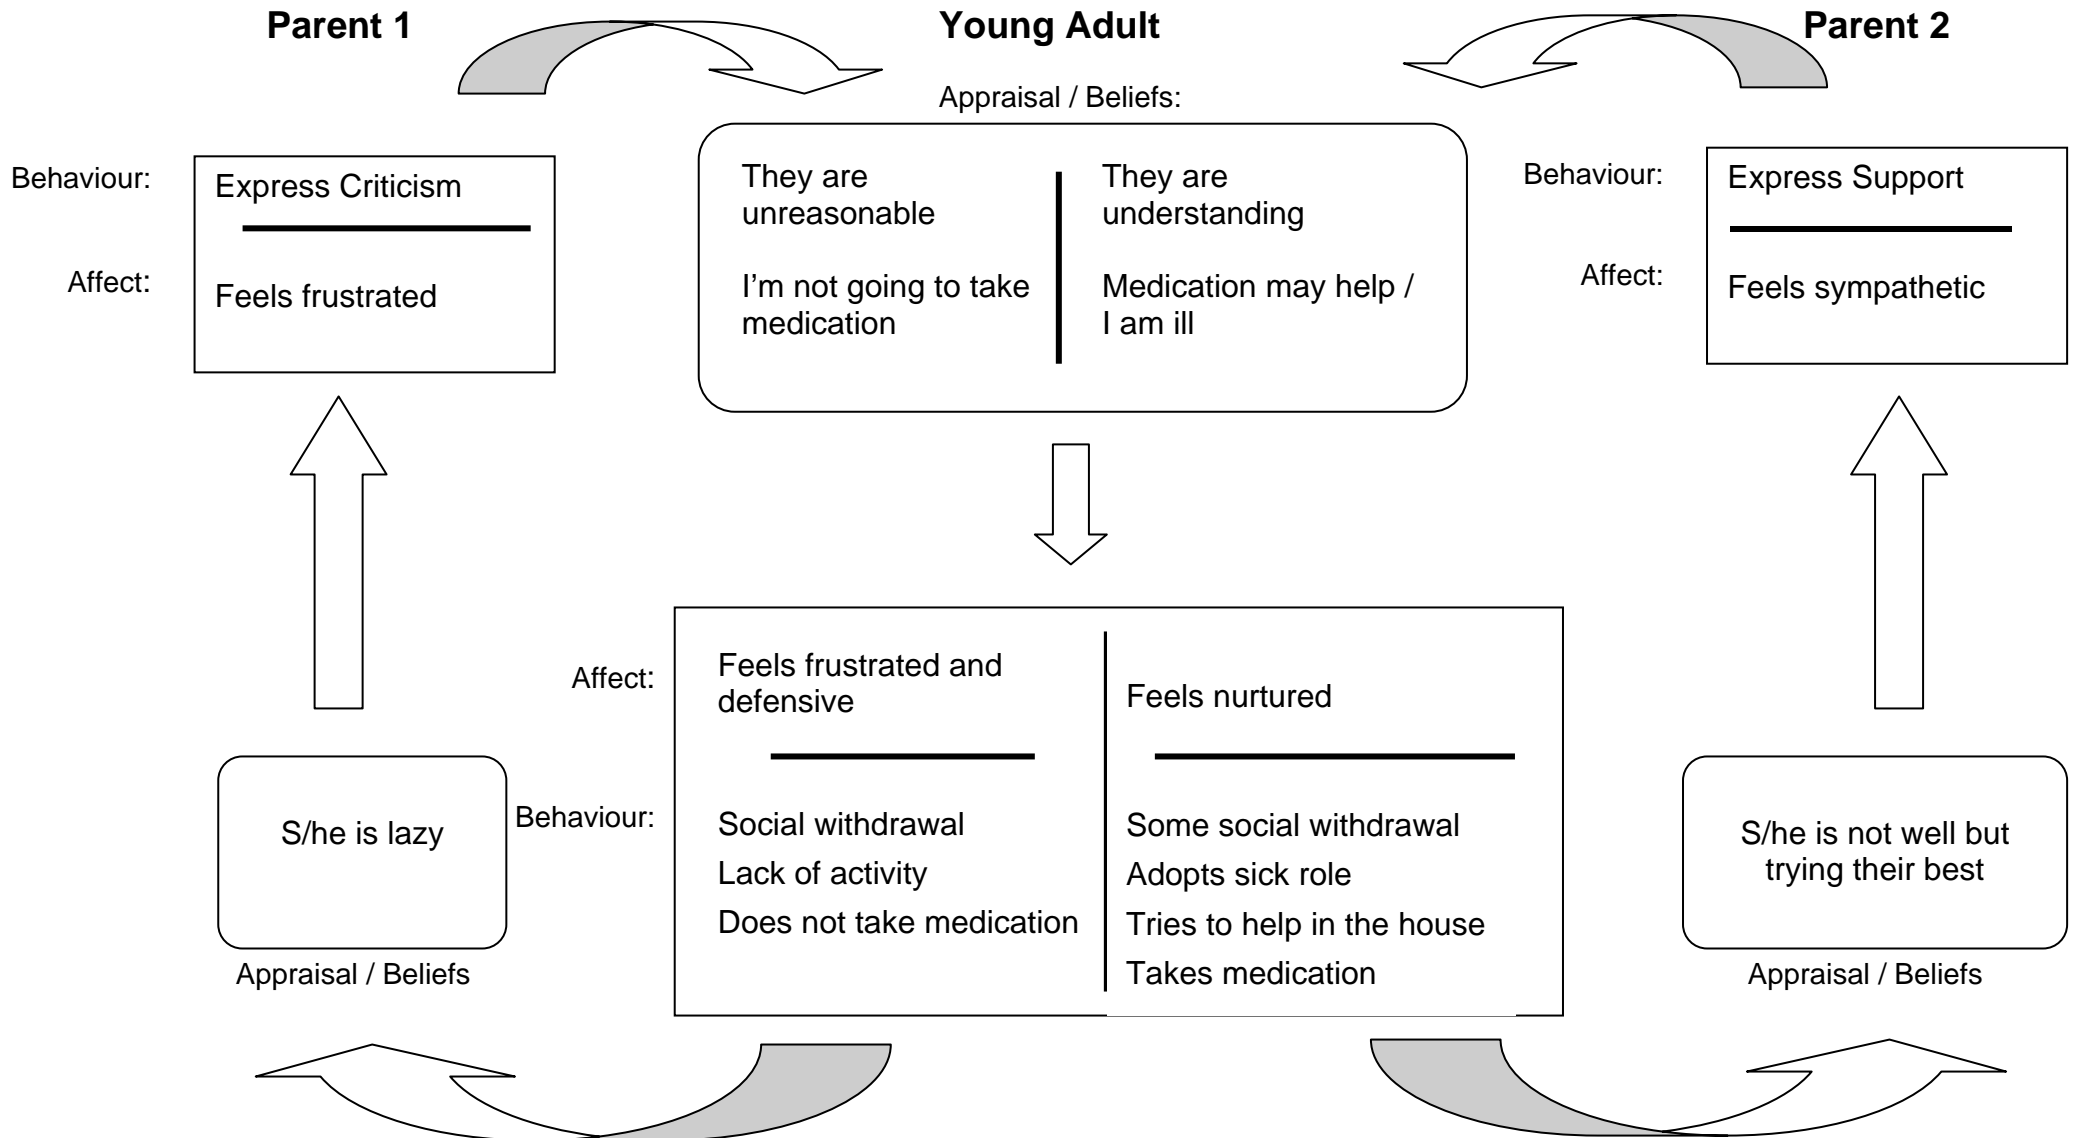 Parent 1
Young Adult
Parent 2
Appraisal / Beliefs:
Behaviour:
Express Criticism
Affect:
Feels frustrated
They are
unreasonable
I'm not going to take
medication
They are
understanding
Medication may help /
I am ill
Behaviour:
Express Support
Affect:
Feels sympathetic
Affect:
Feels frustrated and
defensive
Feels nurtured
Behaviour:
Social withdrawal
Lack of activity
Does not take medication
Some social withdrawal
Adopts sick role
Tries to help in the house
Takes medication
S/he is lazy
Appraisal / Beliefs
S/he is not well but
trying their best
Appraisal / Beliefs